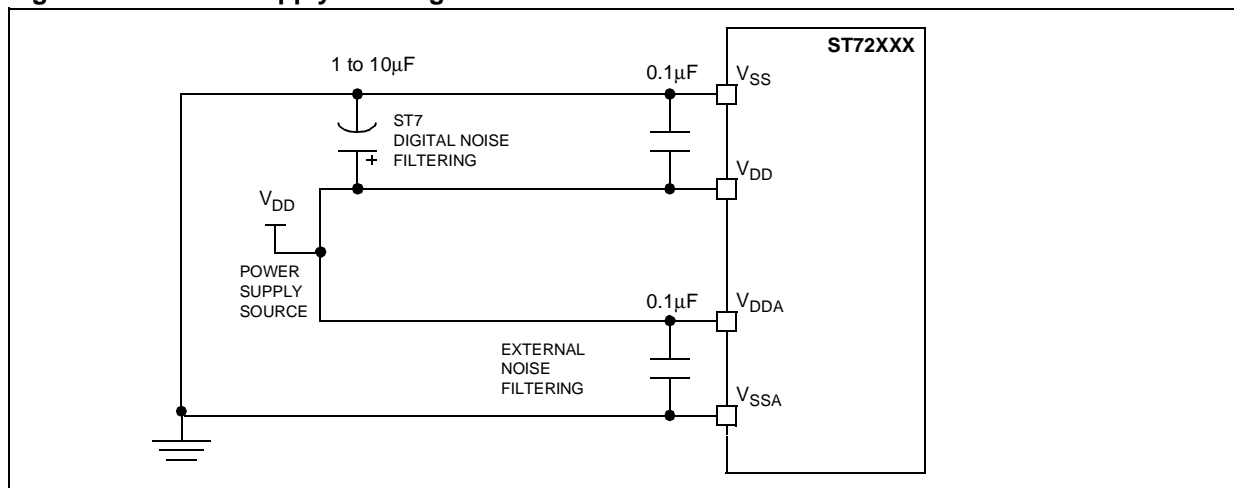 ST72XXX
1 to 10μF
0.1μF
VSS
ST7
DIGITAL NOISE
FILTERING
+
VDD
VDD
POWER
SUPPLY
SOURCE
0.1μF
VDDA
EXTERNAL
NOISE
FILTERING
VSSA